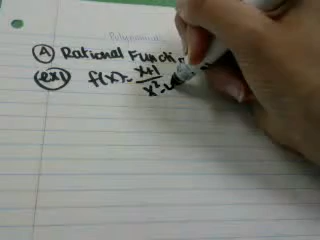 Polynomial
(A) Rational Functi
(ex1) f(x)= x+1/x²-